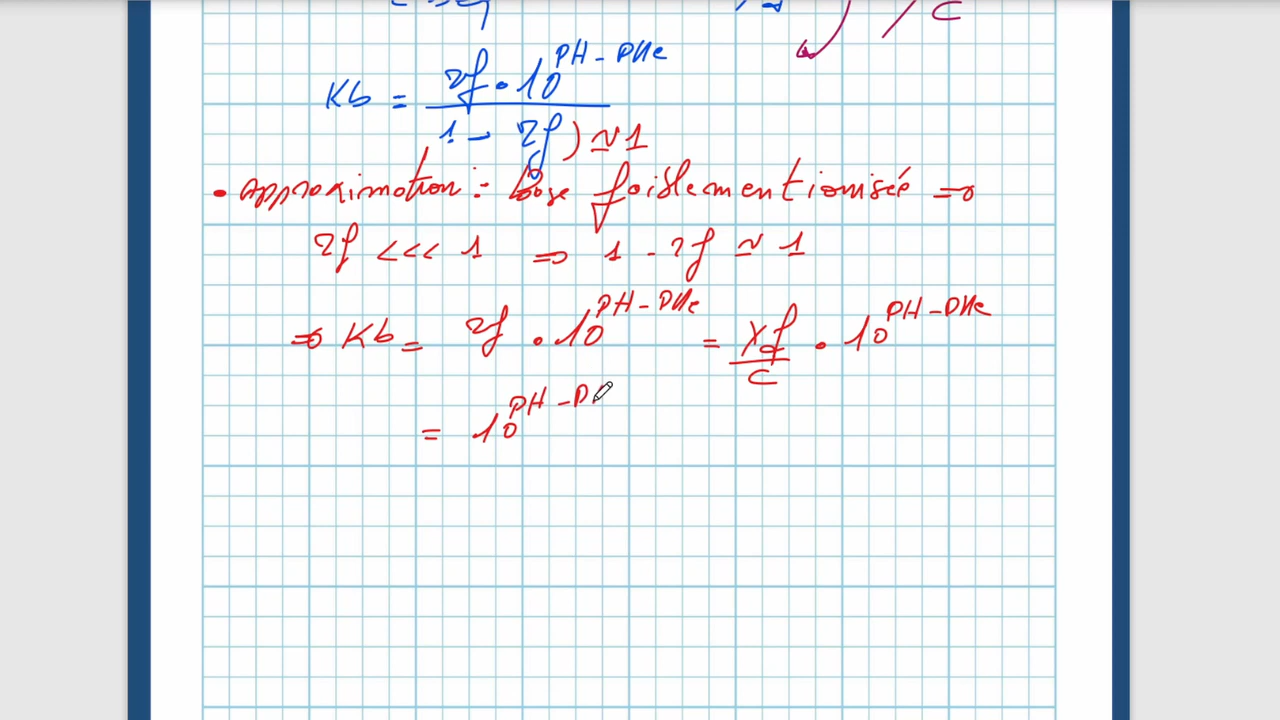 Kb = τf · 10^PH - PKe / 1 - τf ) ≃ 1
• Approximation : base faiblement ionisée ⇒
τf <<< 1 ⇒ 1 - τf ≃ 1
⇒ Kb = τf · 10^PH - PKe = xf/C · 10^PH - PKe
= 10^PH - P